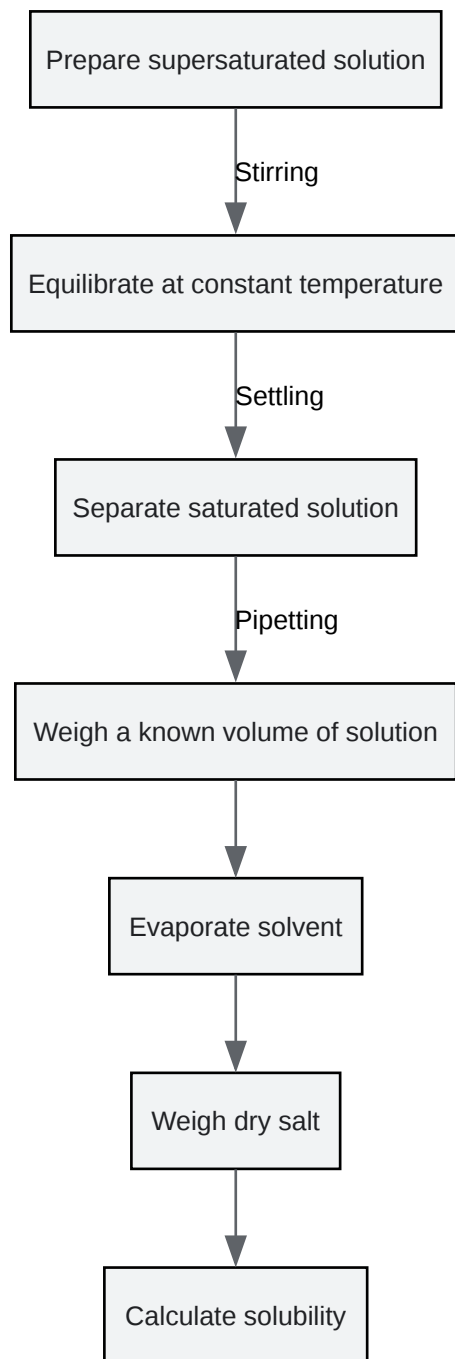 Prepare supersaturated solution
Stirring
Equilibrate at constant temperature
Settling
Separate saturated solution
Pipetting
Weigh a known volume of solution
Evaporate solvent
Weigh dry salt
Calculate solubility